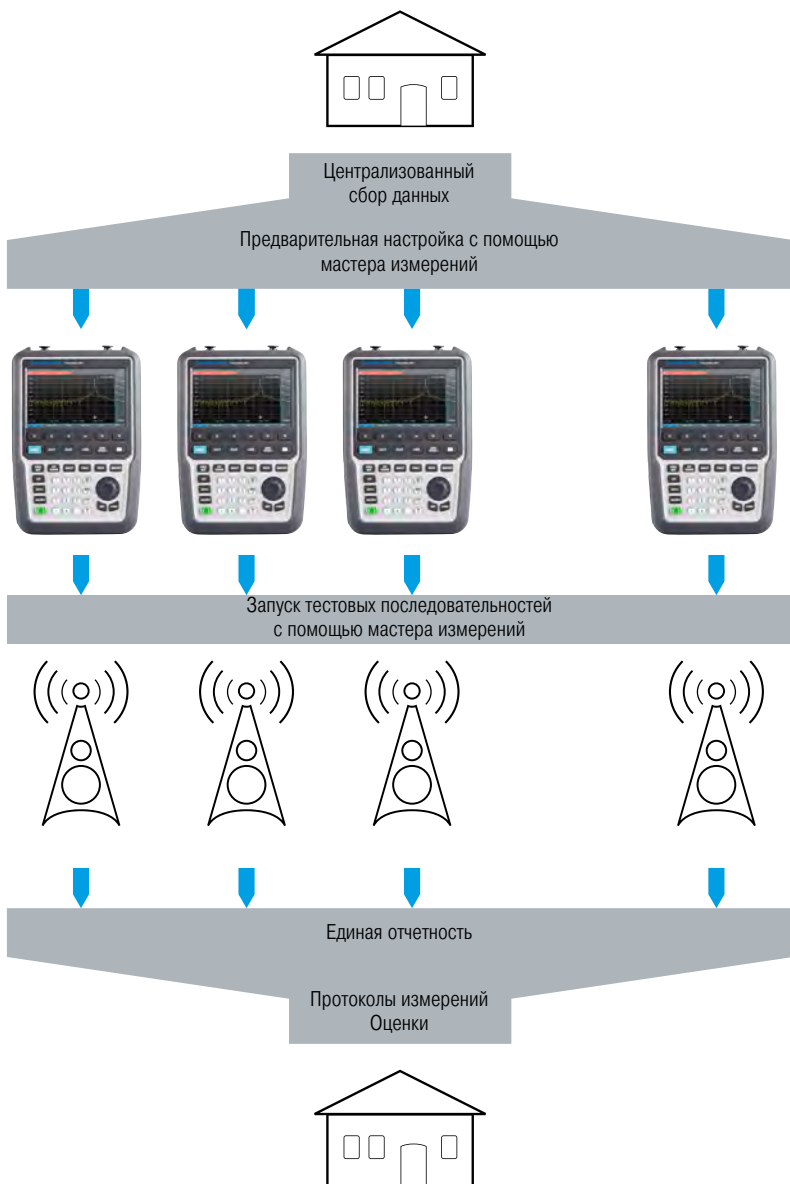 Централизованный
сбор данных
Предварительная настройка с помощью
мастера измерений
Запуск тестовых последовательностей
с помощью мастера измерений
Единая отчетность
Протоколы измерений
Оценки